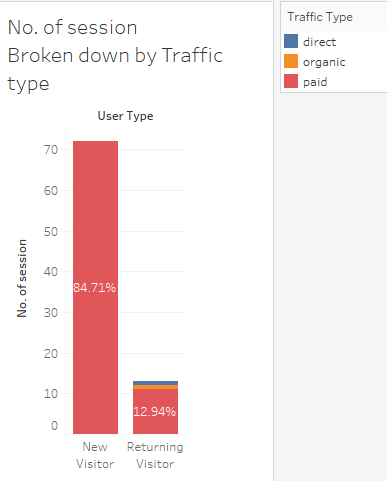 No. of session
Broken down by Traffic
type
User Type
No. of session
70
60
50
40
30
20
10
0
84.71%
12.94%
New
Visitor
Returning
Visitor
Traffic Type
direct
organic
paid